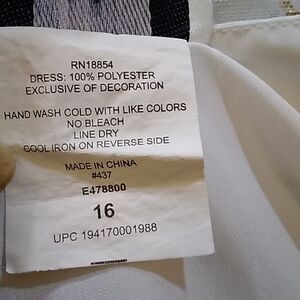 RN18854
DRESS: 100% POLYESTER
EXCLUSIVE OF DECORATION
HAND WASH COLD WITH LIKE COLORS
NO BLEACH
LINE DRY
COOL IRON ON REVERSE SIDE
MADE IN CHINA
#437
E478800
16
UPC 194170001988